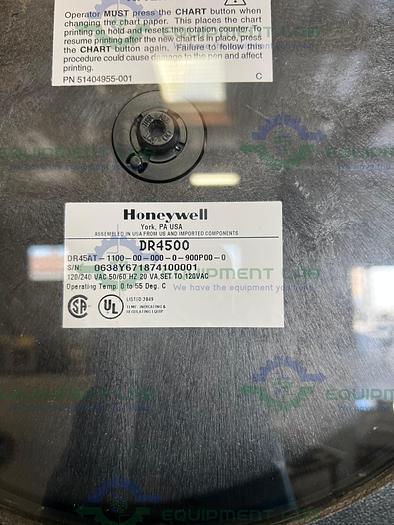 Operator MUST press the CHART button when
changing the chart paper. This places the chart
printing on hold and resets the rotation counter. To
resume printing after the new chart is in place, press
the CHART button again. Failure to follow this
procedure could cause damage to the pen and affect
printing.
PN 51404955-001 C
Honeywell
York, PA USA
ASSEMBLED IN USA FROM US AND IMPORTED COMPONENTS
DR4500
DR45AT-1100-00-000-0-900P00-0
S/N: 0638Y671874100001
120/240 VAC 50/60 HZ 20 VA SET TO 120VAC
Operating Temp. 0 to 55 Deg. C
SA
UL
LISTED 3849
TEMP. INDICATING &
REGULATING EQUIP.
EQUIPMENT LAB